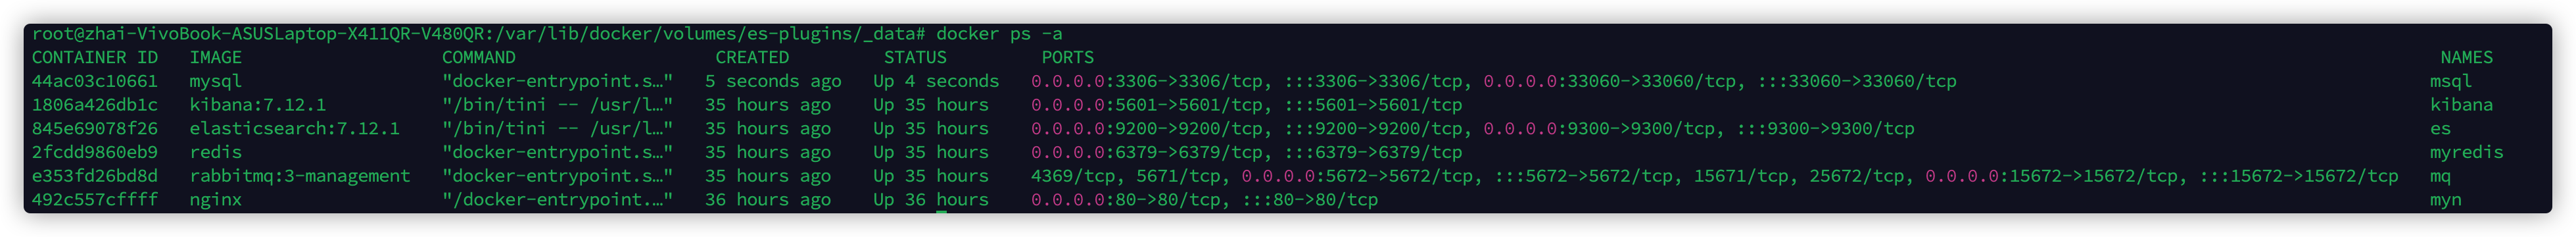 root@zhai-VivoBook-ASUSLaptop-X411QR-V480QR:/var/lib/docker/volumes/es-plugins/_data# docker ps -a
CONTAINER ID   IMAGE                   COMMAND                  CREATED         STATUS         PORTS                                                                                                                                   NAMES
44ac03c10661   mysql                   "docker-entrypoint.s…"   5 seconds ago   Up 4 seconds   0.0.0.0:3306->3306/tcp, :::3306->3306/tcp, 0.0.0.0:33060->33060/tcp, :::33060->33060/tcp   msql
1806a426db1c   kibana:7.12.1           "/bin/tini -- /usr/l…"   35 hours ago    Up 35 hours    0.0.0.0:5601->5601/tcp, :::5601->5601/tcp   kibana
845e69078f26   elasticsearch:7.12.1    "/bin/tini -- /usr/l…"   35 hours ago    Up 35 hours    0.0.0.0:9200->9200/tcp, :::9200->9200/tcp, 0.0.0.0:9300->9300/tcp, :::9300->9300/tcp   es
2fcdd9860eb9   redis                   "docker-entrypoint.s…"   35 hours ago    Up 35 hours    0.0.0.0:6379->6379/tcp, :::6379->6379/tcp   myredis
e353fd26bd8d   rabbitmq:3-management   "docker-entrypoint.s…"   35 hours ago    Up 35 hours    4369/tcp, 5671/tcp, 0.0.0.0:5672->5672/tcp, :::5672->5672/tcp, 15671/tcp, 25672/tcp, 0.0.0.0:15672->15672/tcp, :::15672->15672/tcp   mq
492c557cffff   nginx                   "/docker-entrypoint.…"   36 hours ago    Up 36 hours    0.0.0.0:80->80/tcp, :::80->80/tcp   myn